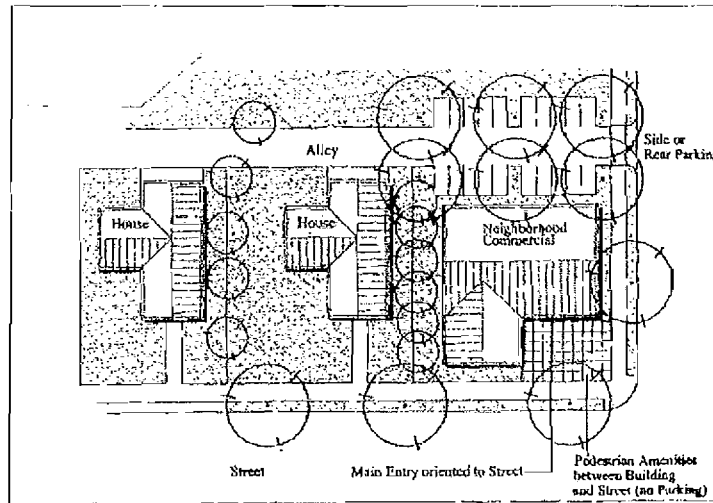 Alley
Side or
Rear Parking
House
House
Neighborhood
Commercial
Street
Main Entry oriented to Street
Pedestrian Amenities
between Building
and Street (no Parking)